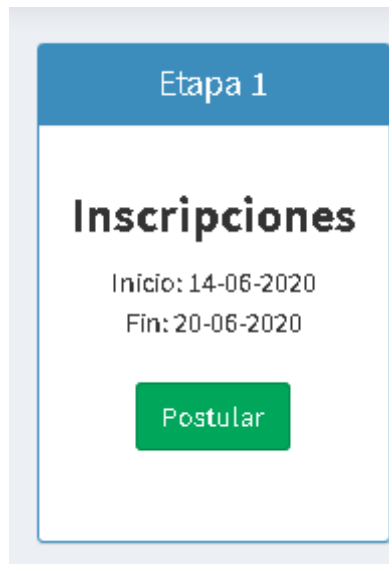 Etapa 1
Inscripciones
Inicio: 14-06-2020
Fin: 20-06-2020
Postular